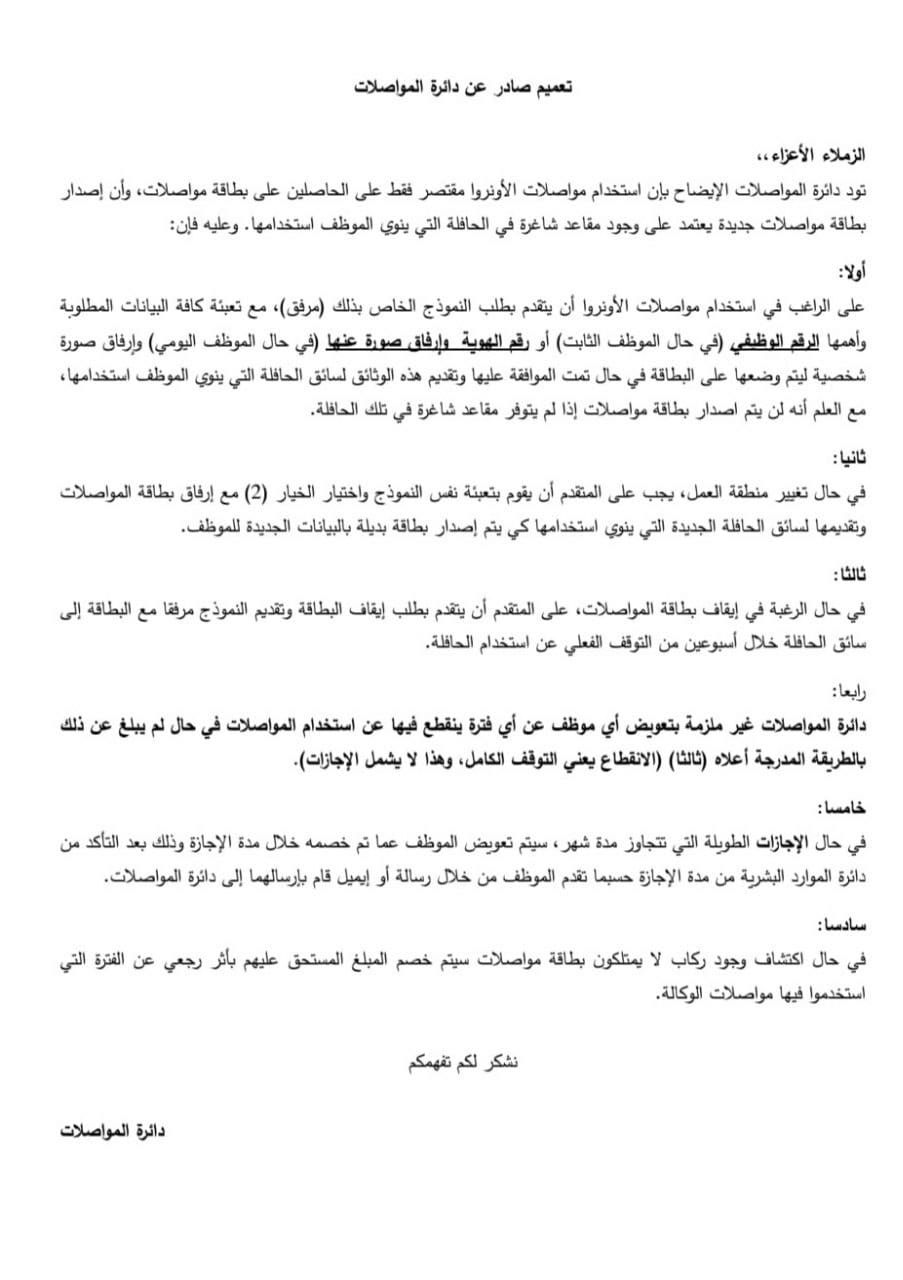 تعميم صادر عن دائرة المواصلات
الزملاء الأعزاء،،
تود دائرة المواصلات الإيضاح بإن استخدام مواصلات الأونروا مقتصر فقط على الحاصلين على بطاقة مواصلات، وأن إصدار
بطاقة مواصلات جديدة يعتمد على وجود مقاعد شاغرة في الحافلة التي ينوي الموظف استخدامها. وعليه فإن:
أولا:
على الراغب في استخدام مواصلات الأونروا أن يتقدم بطلب النموذج الخاص بذلك (مرفق)، مع تعبئة كافة البيانات المطلوبة
وأهمها الرقم الوظيفي (في حال الموظف الثابت) أو رقم الهوية وإرفاق صورة عنها (في حال الموظف اليومي) وإرفاق صورة
شخصية ليتم وضعها على البطاقة في حال تمت الموافقة عليها وتقديم هذه الوثائق لسائق الحافلة التي ينوي الموظف استخدامها،
مع العلم أنه لن يتم اصدار بطاقة مواصلات إذا لم يتوفر مقاعد شاغرة في تلك الحافلة.
ثانيا:
في حال تغيير منطقة العمل، يجب على المتقدم أن يقوم بتعبئة نفس النموذج واختيار الخيار (2) مع إرفاق بطاقة المواصلات
وتقديمها لسائق الحافلة الجديدة التي ينوي استخدامها كي يتم إصدار بطاقة بديلة بالبيانات الجديدة للموظف.
ثالثا:
في حال الرغبة في إيقاف بطاقة المواصلات، على المتقدم أن يتقدم بطلب إيقاف البطاقة وتقديم النموذج مرفقا مع البطاقة إلى
سائق الحافلة خلال أسبوعين من التوقف الفعلي عن استخدام الحافلة.
رابعا:
دائرة المواصلات غير ملزمة بتعويض أي موظف عن أي فترة ينقطع فيها عن استخدام المواصلات في حال لم يبلغ عن ذلك
بالطريقة المدرجة أعلاه (ثالثا) (الانقطاع يعني التوقف الكامل، وهذا لا يشمل الإجازات).
خامسا:
في حال الإجازات الطويلة التي تتجاوز مدة شهر، سيتم تعويض الموظف عما تم خصمه خلال مدة الإجازة وذلك بعد التأكد من
دائرة الموارد البشرية من مدة الإجازة حسبما تقدم الموظف من خلال رسالة أو إيميل قام بإرسالهما إلى دائرة المواصلات.
سادسا:
في حال اكتشاف وجود ركاب لا يمتلكون بطاقة مواصلات سيتم خصم المبلغ المستحق عليهم بأثر رجعي عن الفترة التي
استخدموا فيها مواصلات الوكالة.
نشكر لكم تفهمكم
دائرة المواصلات